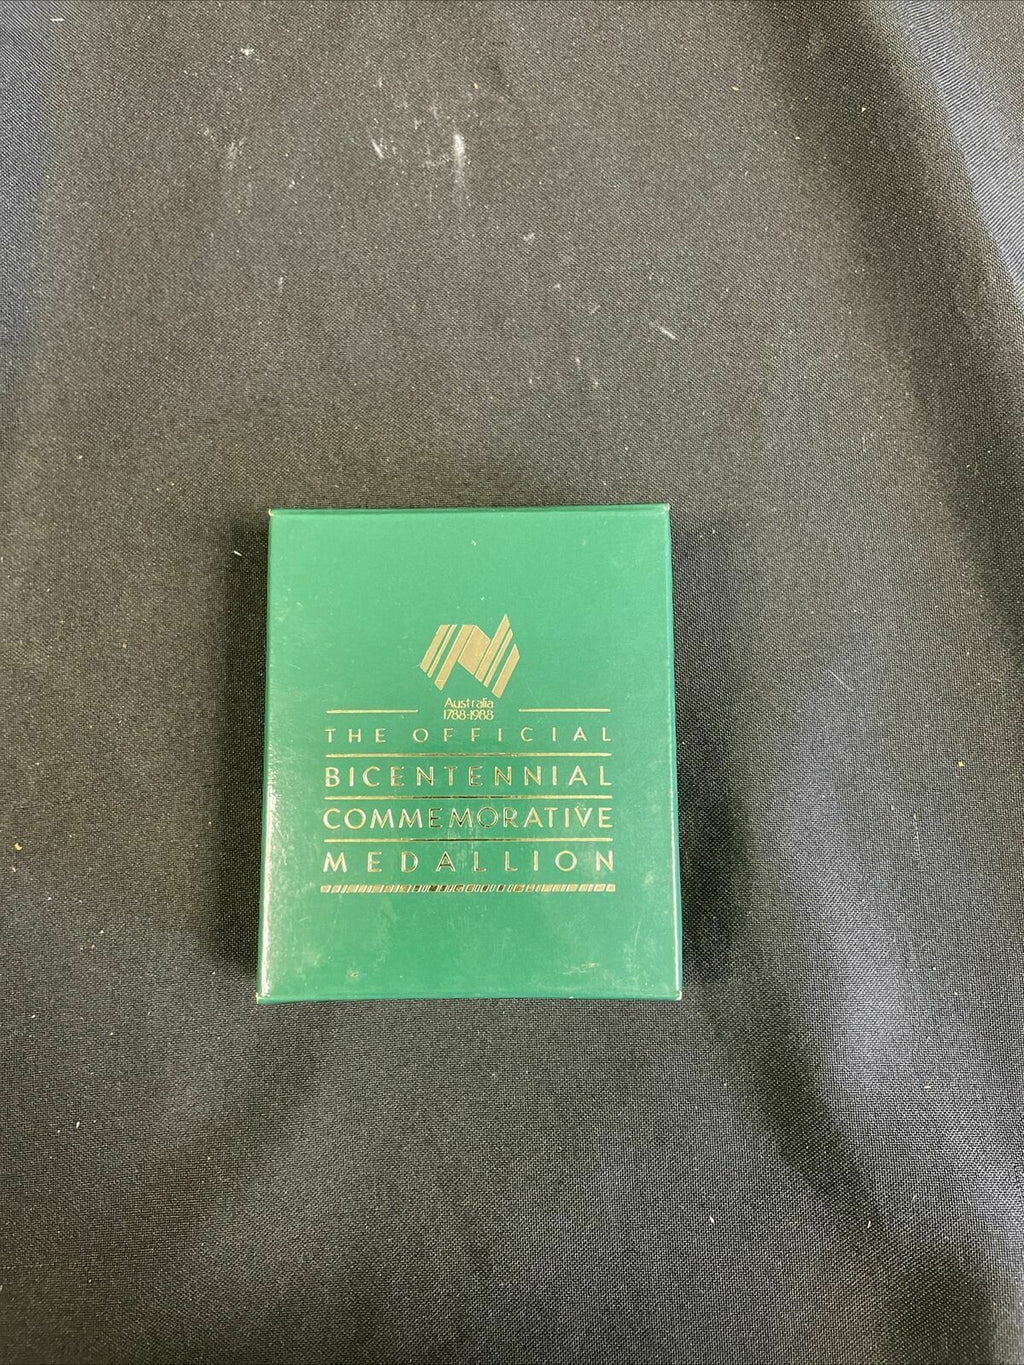 Australia
1788-1988
THE OFFICIAL
BICENTENNIAL
COMMEMORATIVE
MEDALLION